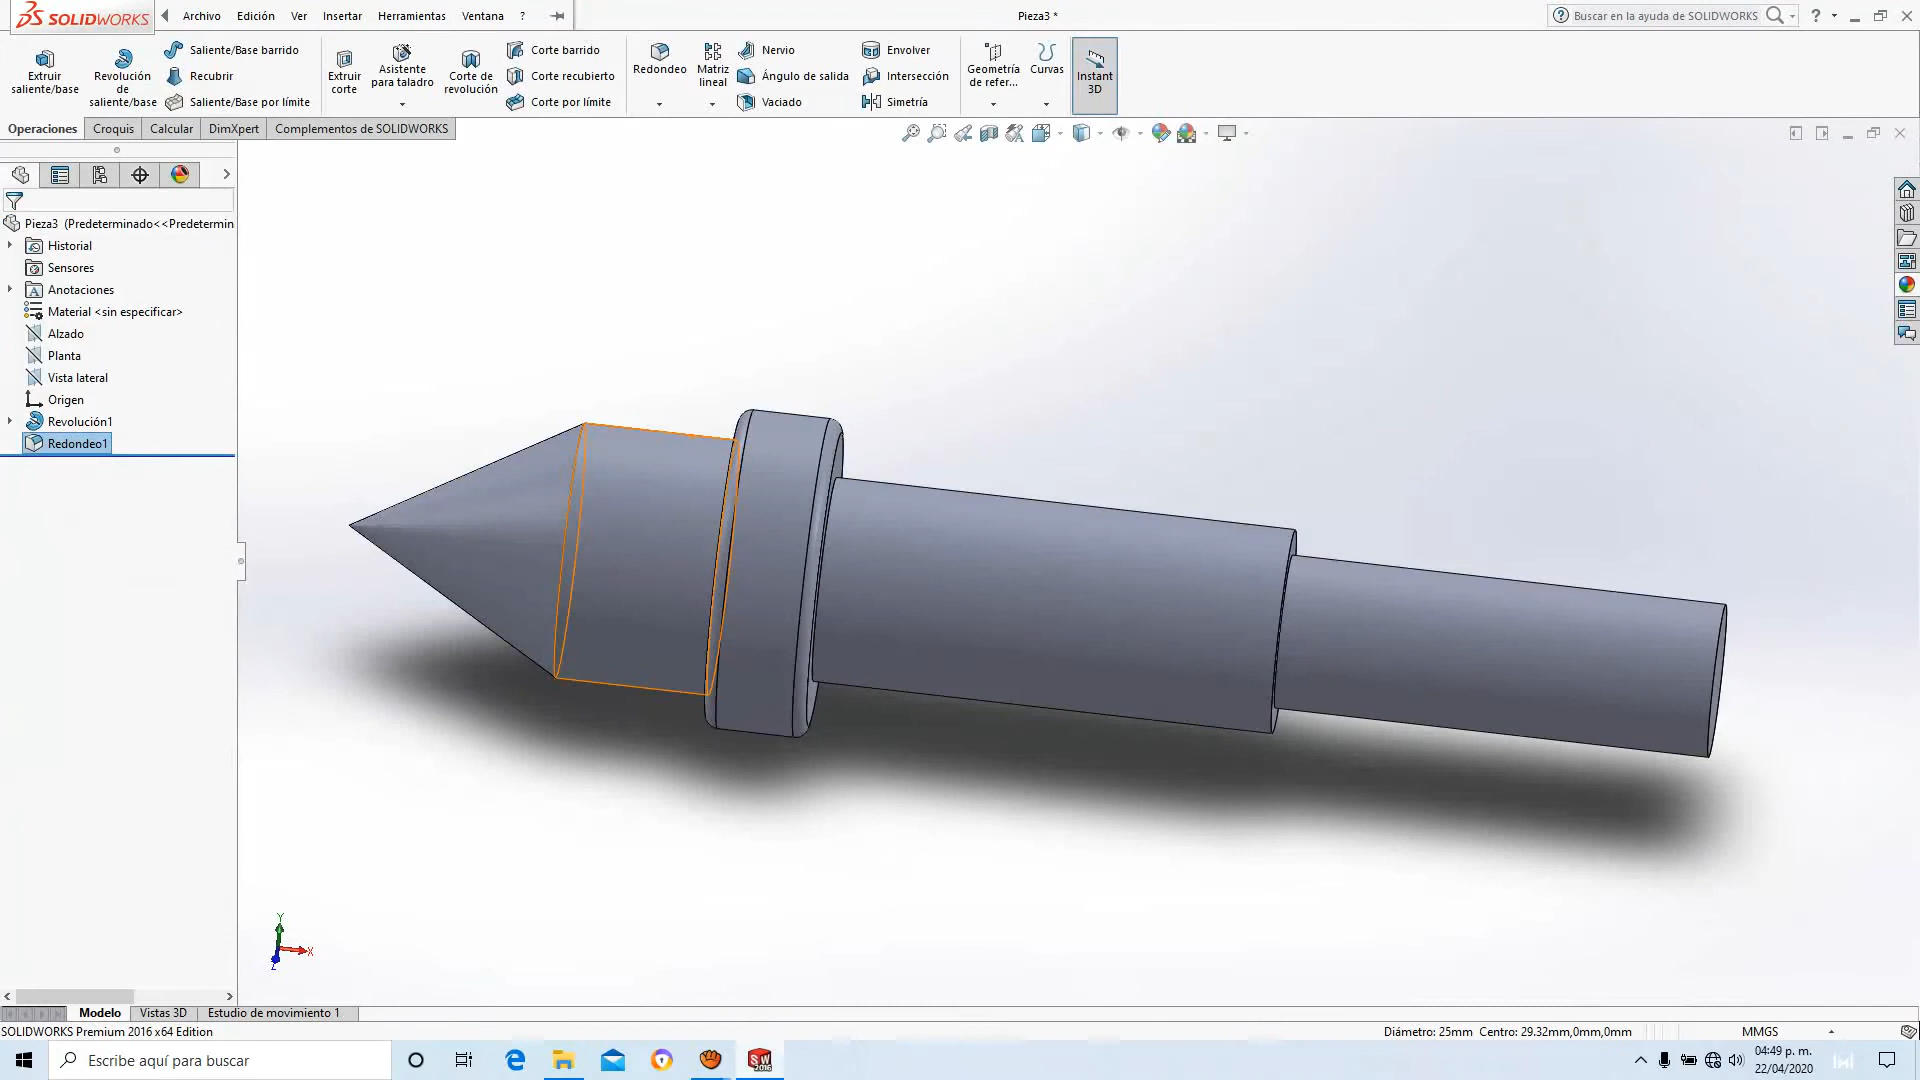 SOLIDWORKS Archivo Edición Ver Insertar Herramientas Ventana ? Pieza3 * Buscar en la ayuda de SOLIDWORKS ?
Extruir saliente/base
Revolución de saliente/base
Saliente/Base barrido
Recubrir
Saliente/Base por límite
Extruir corte
Asistente para taladro
Corte de revolución
Corte barrido
Corte recubierto
Corte por límite
Redondeo
Matriz lineal
Nervio
Ángulo de salida
Vaciado
Envolver
Intersección
Simetría
Geometría de refer...
Curvas
Instant 3D
Operaciones Croquis Calcular DimXpert Complementos de SOLIDWORKS
Pieza3 (Predeterminado<<Predetermin
Historial
Sensores
Anotaciones
Material <sin especificar>
Alzado
Planta
Vista lateral
Origen
Revolución1
Redondeo1
Y
X
Z
Modelo Vistas 3D Estudio de movimiento 1
SOLIDWORKS Premium 2016 x64 Edition Diámetro: 25mm Centro: 29.32mm,0mm,0mm MMGS
Escribe aquí para buscar
SW 2016
04:49 p. m.
22/04/2020